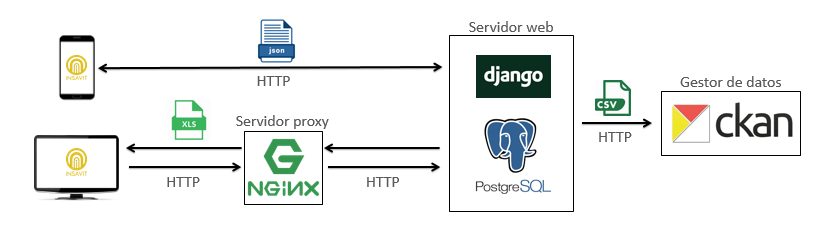 Servidor web
json
INSAVIT
HTTP
django
Gestor de datos
CSV
XLS
Servidor proxy
HTTP
ckan
INSAVIT
NGINX
HTTP
HTTP
PostgreSQL